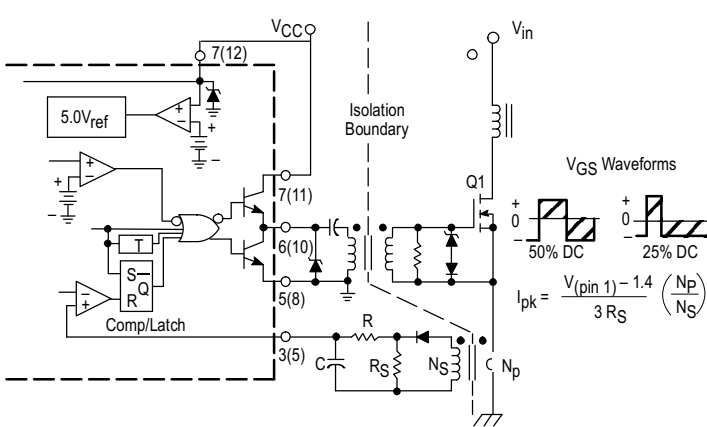 VCC
Vin
7(12)
5.0Vref
+
–
+
–
Isolation
Boundary
+
–
+
–
7(11)
Q1
VGS Waveforms
+
0
–
50% DC
+
0
–
25% DC
6(10)
T
S
Q
R
5(8)
–
+
Comp/Latch
Ipk = V(pin 1) – 1.4 / 3 RS (NP / NS)
3(5)
R
C
RS
NS
Np